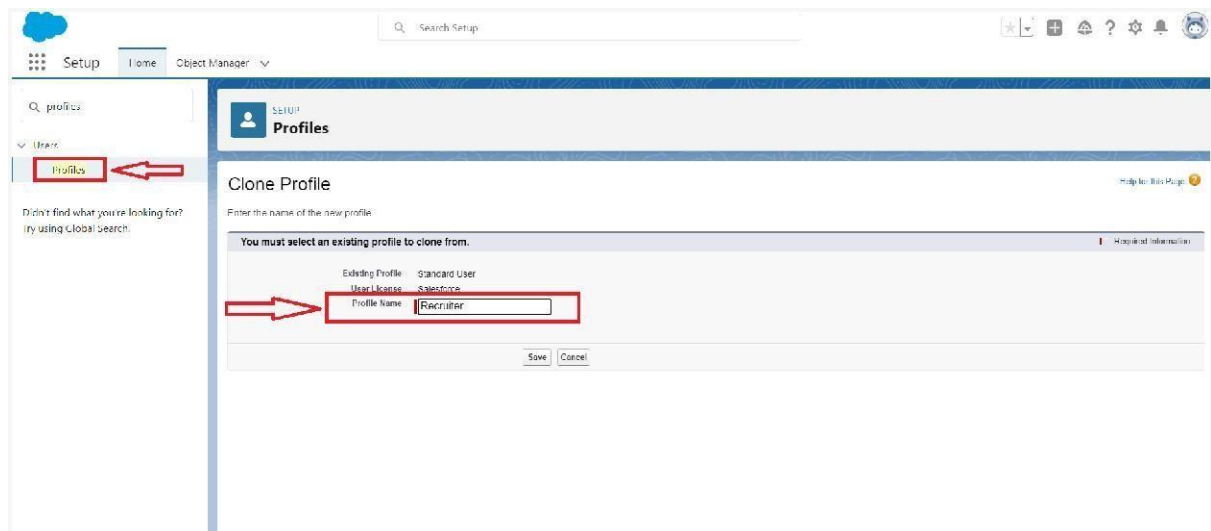 Search Setup
Setup Home Object Manager
profiles
Users
Profiles
Didn't find what you're looking for?
Try using Global Search.
SETUP
Profiles
Clone Profile
Help for this Page
Enter the name of the new profile
You must select an existing profile to clone from.
Required Information
Existing Profile Standard User
User License Salesforce
Profile Name Recruiter
Save Cancel